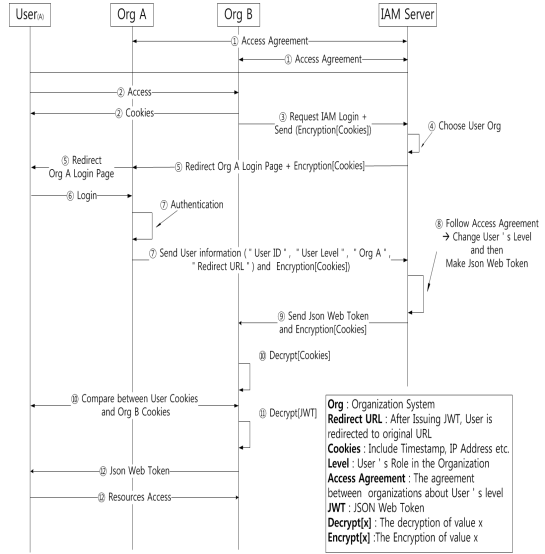 User(A) Org A Org B IAM Server
① Access Agreement
① Access Agreement
② Access
② Cookies
③ Request IAM Login +
Send (Encryption[Cookies])
④ Choose User Org
⑤ Redirect
Org A Login Page
⑤ Redirect Org A Login Page + Encryption[Cookies]
⑥ Login
⑦ Authentication
⑦ Send User information ( " User ID " , " User Level " , " Org A " ,
" Redirect URL " ) and Encryption[Cookies])
⑧ Follow Access Agreement
→ Change User ' s Level
and then
Make Json Web Token
⑨ Send Json Web Token
and Encryption[Cookies]
⑩ Decrypt[Cookies]
⑩ Compare between User Cookies
and Org B Cookies
⑪ Decrypt[JWT]
⑫ Json Web Token
⑫ Resources Access
Org : Organization System
Redirect URL : After Issuing JWT, User is
redirected to original URL
Cookies : Include Timestamp, IP Address etc.
Level : User ' s Role in the Organization
Access Agreement : The agreement
between organizations about User ' s level
JWT : JSON Web Token
Decrypt[x] : The decryption of value x
Encrypt[x] :The Encryption of value x